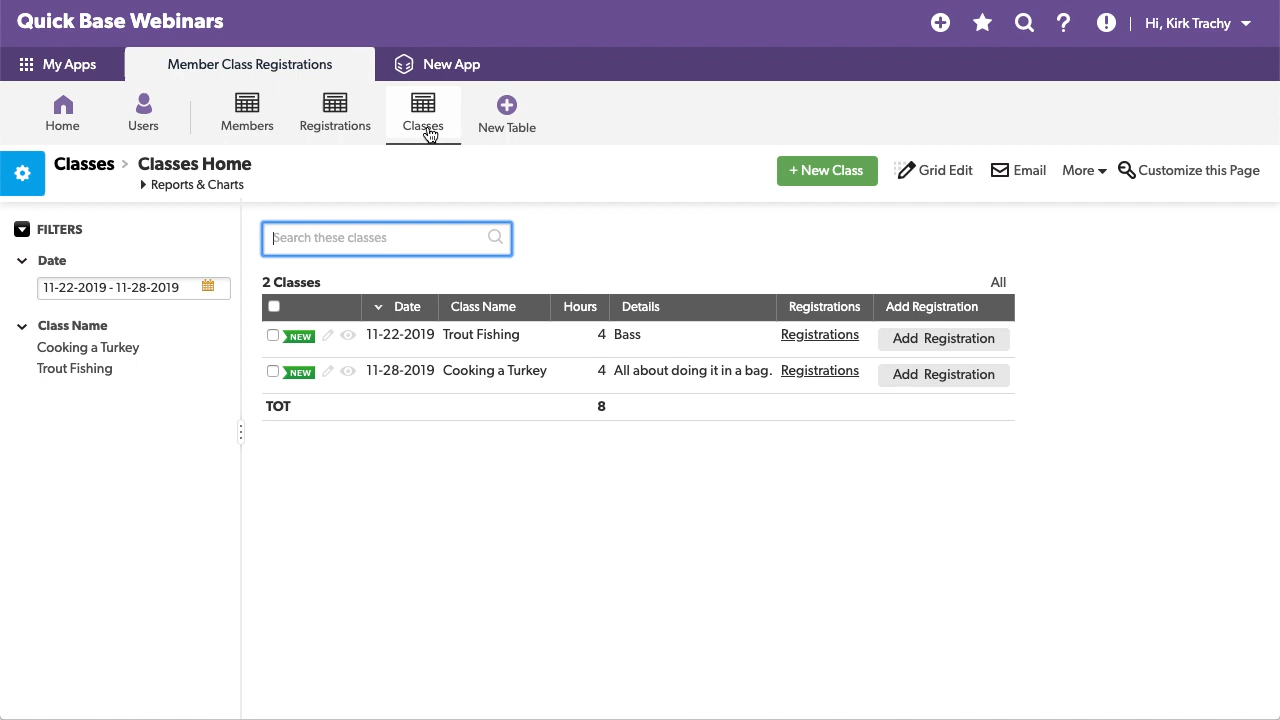 Quick Base Webinars
Hi, Kirk Trachy
My Apps
Member Class Registrations
New App
Home
Users
Members
Registrations
Classes
New Table
Classes > Classes Home
Reports & Charts
+ New Class
Grid Edit
Email
More
Customize this Page
FILTERS
Date
11-22-2019 - 11-28-2019
Class Name
Cooking a Turkey
Trout Fishing
Search these classes
2 Classes
All
Date Class Name Hours Details Registrations Add Registration
NEW 11-22-2019 Trout Fishing 4 Bass Registrations Add Registration
NEW 11-28-2019 Cooking a Turkey 4 All about doing it in a bag. Registrations Add Registration
TOT 8